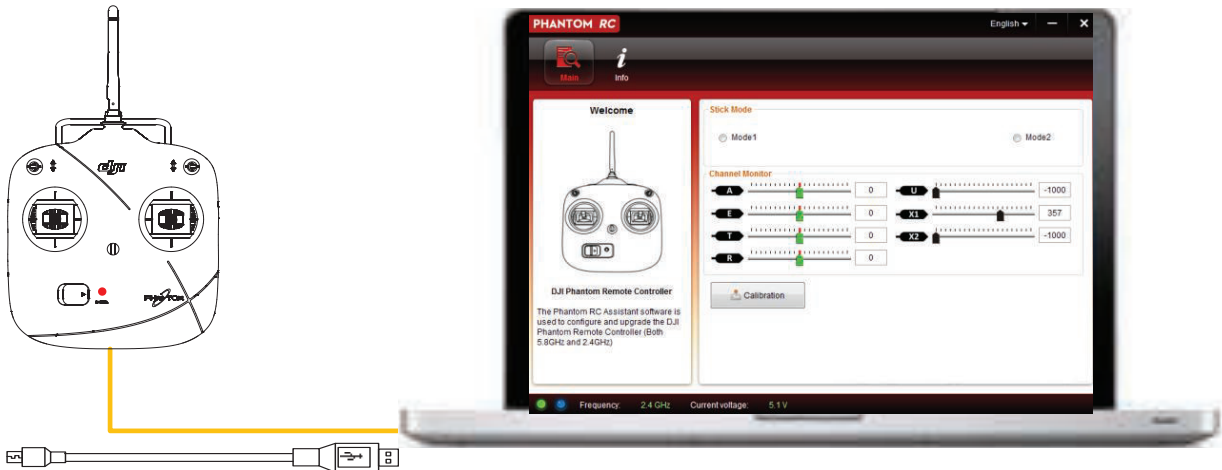 dji
PHANTOM
PHANTOM RC
English
Main
Info
Welcome
DJI Phantom Remote Controller
The Phantom RC Assistant software is
used to configure and upgrade the DJI
Phantom Remote Controller (Both
5.8GHz and 2.4GHz)
Stick Mode
Mode1
Mode2
Channel Monitor
A 0 U -1000
E 0 X1 357
T 0 X2 -1000
R 0
Calibration
Frequency: 2.4 GHz Current voltage: 5.1 V